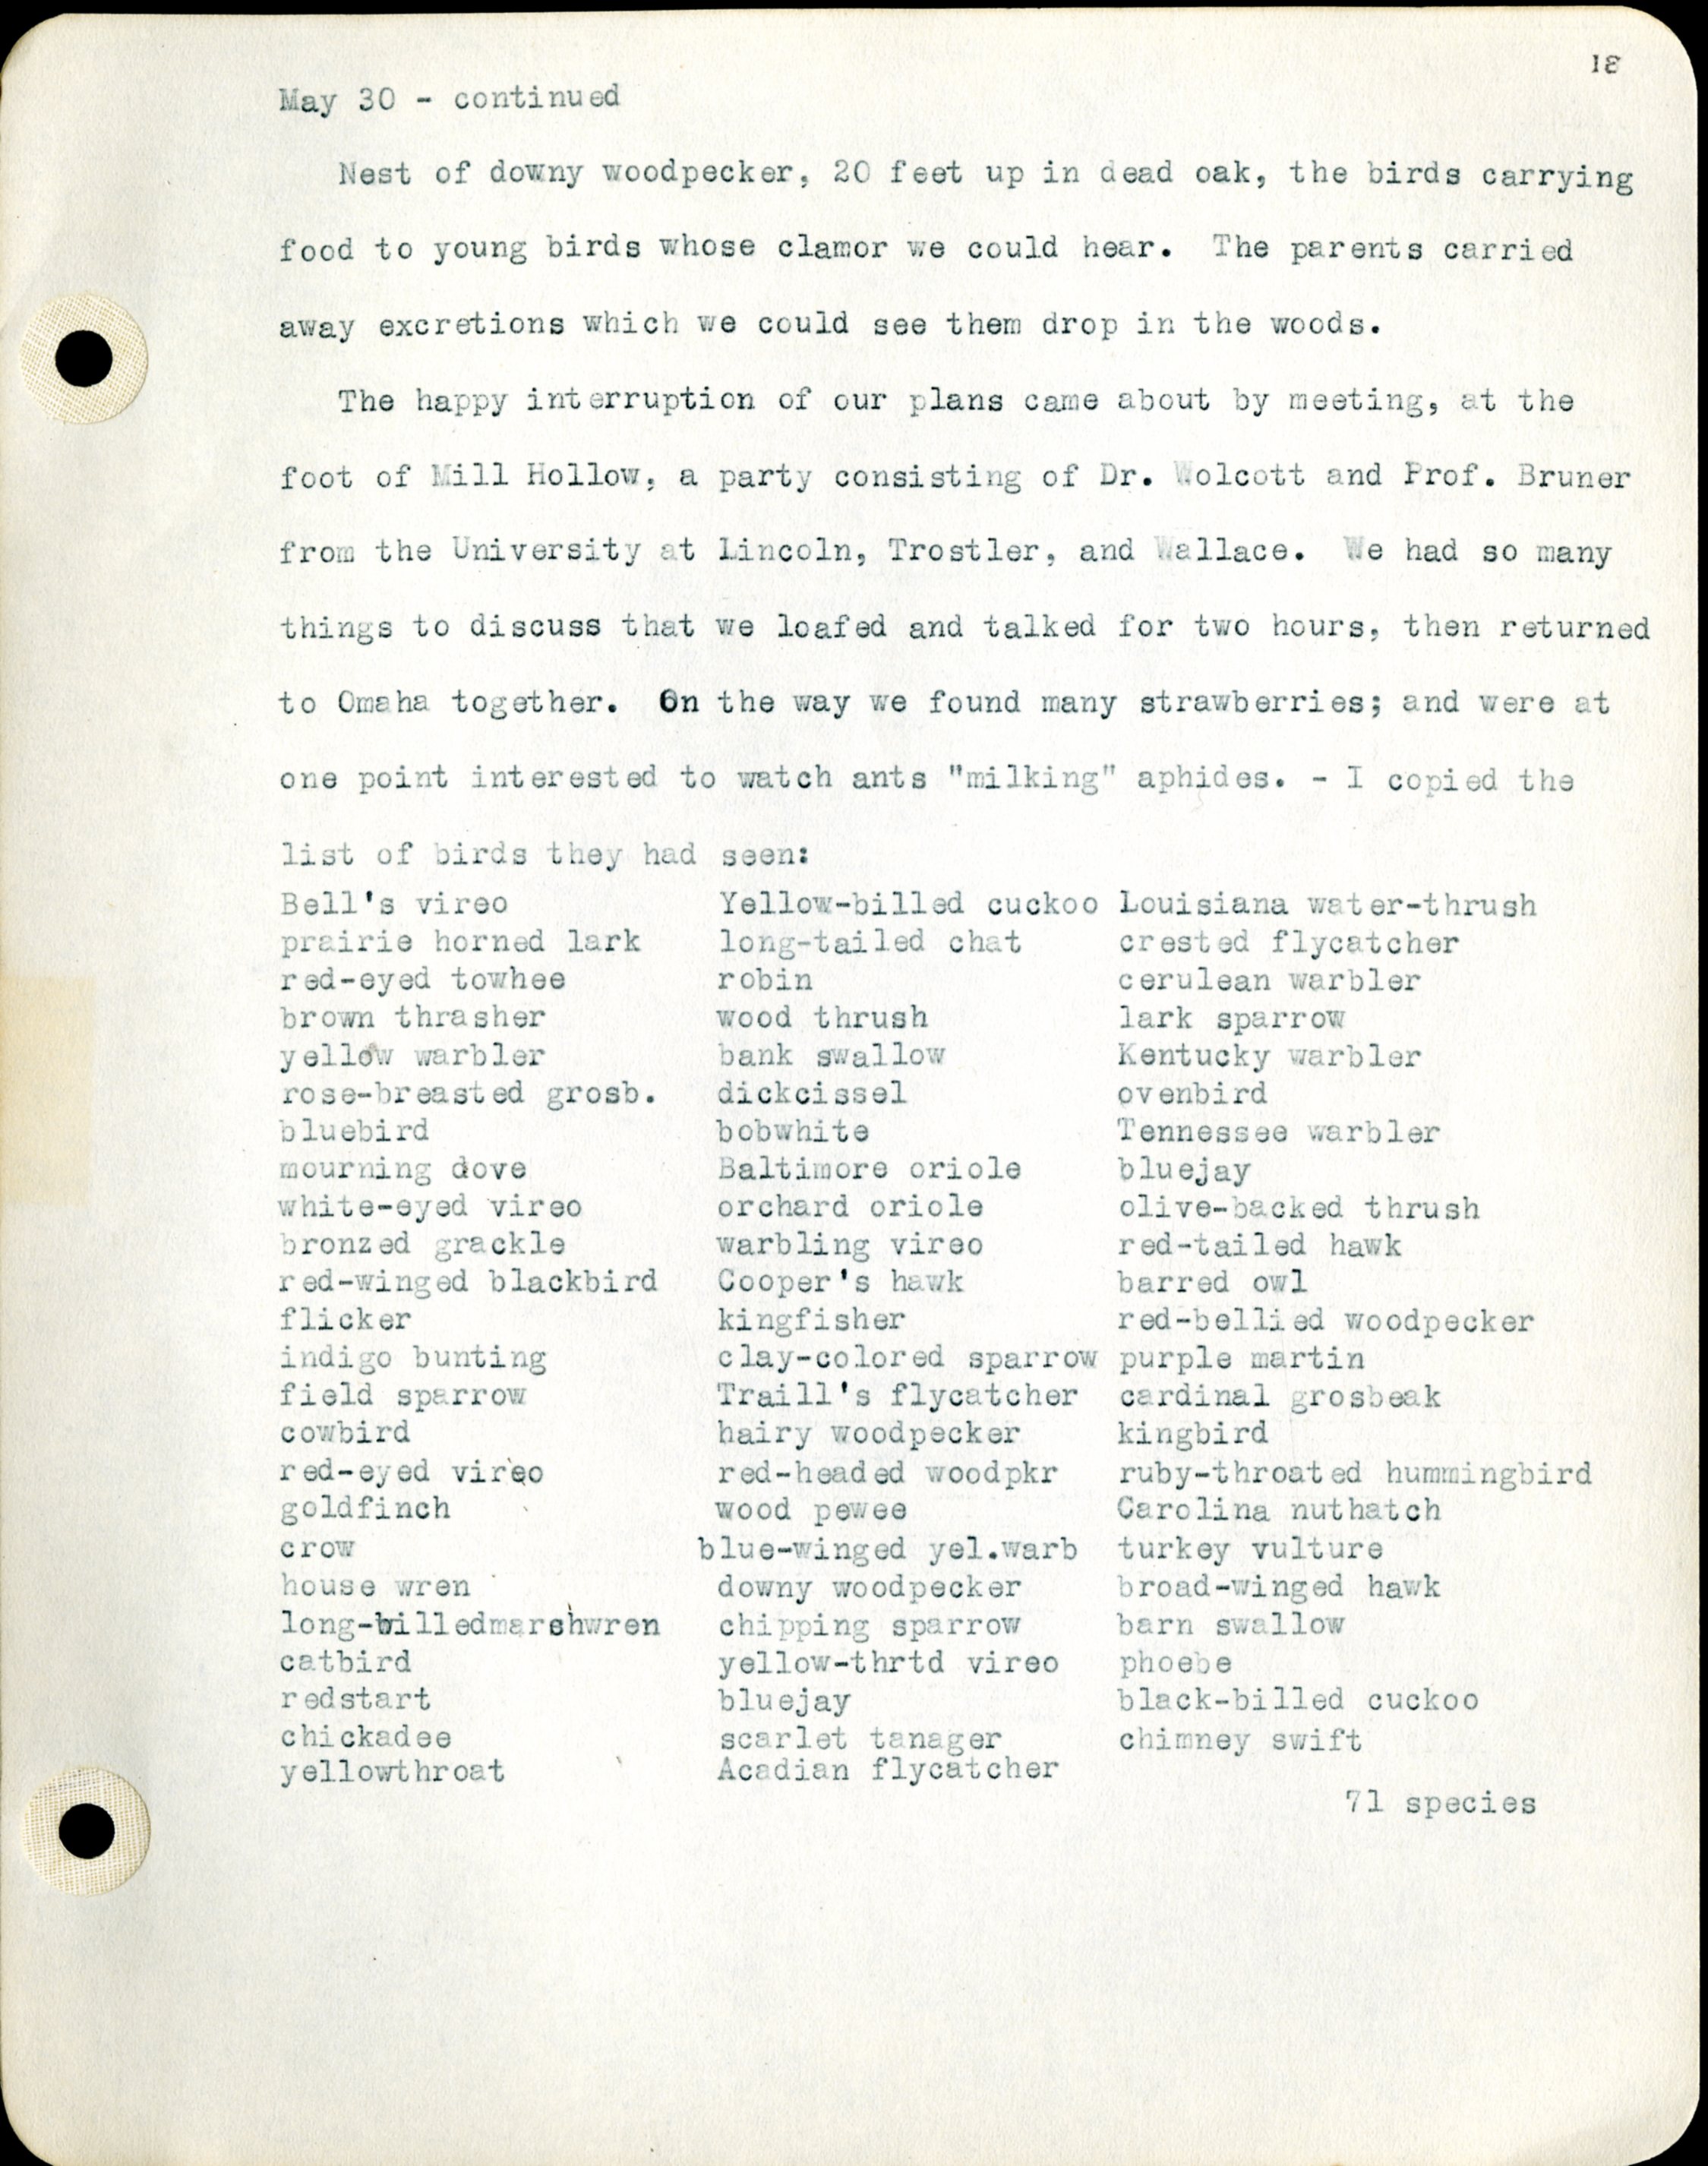 18
May 30 - continued
Nest of downy woodpecker, 20 feet up in dead oak, the birds carrying
food to young birds whose clamor we could hear. The parents carried
away excretions which we could see them drop in the woods.
The happy interruption of our plans came about by meeting, at the
foot of Mill Hollow, a party consisting of Dr. Wolcott and Prof. Bruner
from the University at Lincoln, Trostler, and Wallace. We had so many
things to discuss that we loafed and talked for two hours, then returned
to Omaha together. On the way we found many strawberries; and were at
one point interested to watch ants "milking" aphides. - I copied the
list of birds they had seen:
Bell's vireo Yellow-billed cuckoo Louisiana water-thrush
prairie horned lark long-tailed chat crested flycatcher
red-eyed towhee robin cerulean warbler
brown thrasher wood thrush lark sparrow
yellow warbler bank swallow Kentucky warbler
rose-breasted grosb. dickcissel ovenbird
bluebird bobwhite Tennessee warbler
mourning dove Baltimore oriole bluejay
white-eyed vireo orchard oriole olive-backed thrush
bronzed grackle warbling vireo red-tailed hawk
red-winged blackbird Cooper's hawk barred owl
flicker kingfisher red-bellied woodpecker
indigo bunting clay-colored sparrow purple martin
field sparrow Traill's flycatcher cardinal grosbeak
cowbird hairy woodpecker kingbird
red-eyed vireo red-headed woodpkr ruby-throated hummingbird
goldfinch wood pewee Carolina nuthatch
crow blue-winged yel.warb turkey vulture
house wren downy woodpecker broad-winged hawk
long-billedmarshwren chipping sparrow barn swallow
catbird yellow-thrtd vireo phoebe
redstart bluejay black-billed cuckoo
chickadee scarlet tanager chimney swift
yellowthroat Acadian flycatcher
71 species